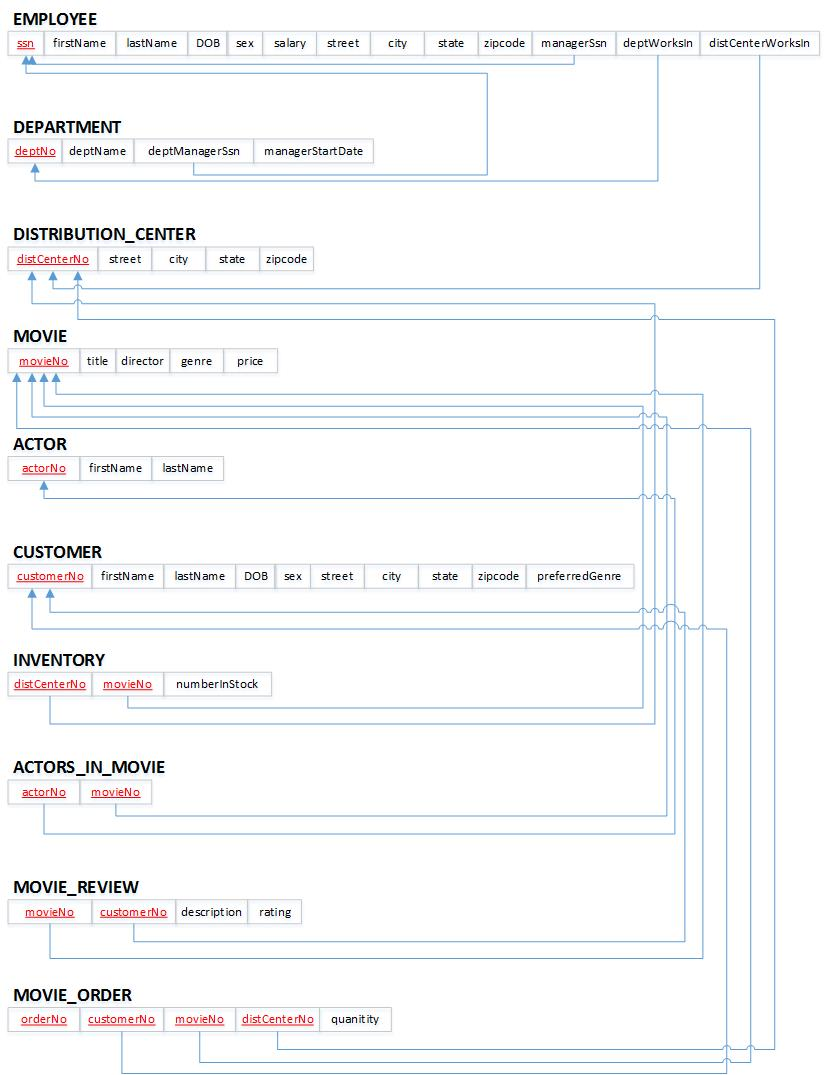 EMPLOYEE
ssn firstName lastName DOB sex salary street city state zipcode managerSsn deptWorksIn distCenterWorksIn
DEPARTMENT
deptNo deptName deptManagerSsn managerStartDate
DISTRIBUTION_CENTER
distCenterNo street city state zipcode
MOVIE
movieNo title director genre price
ACTOR
actorNo firstName lastName
CUSTOMER
customerNo firstName lastName DOB sex street city state zipcode preferredGenre
INVENTORY
distCenterNo movieNo numberInStock
ACTORS_IN_MOVIE
actorNo movieNo
MOVIE_REVIEW
movieNo customerNo description rating
MOVIE_ORDER
orderNo customerNo movieNo distCenterNo quanitity